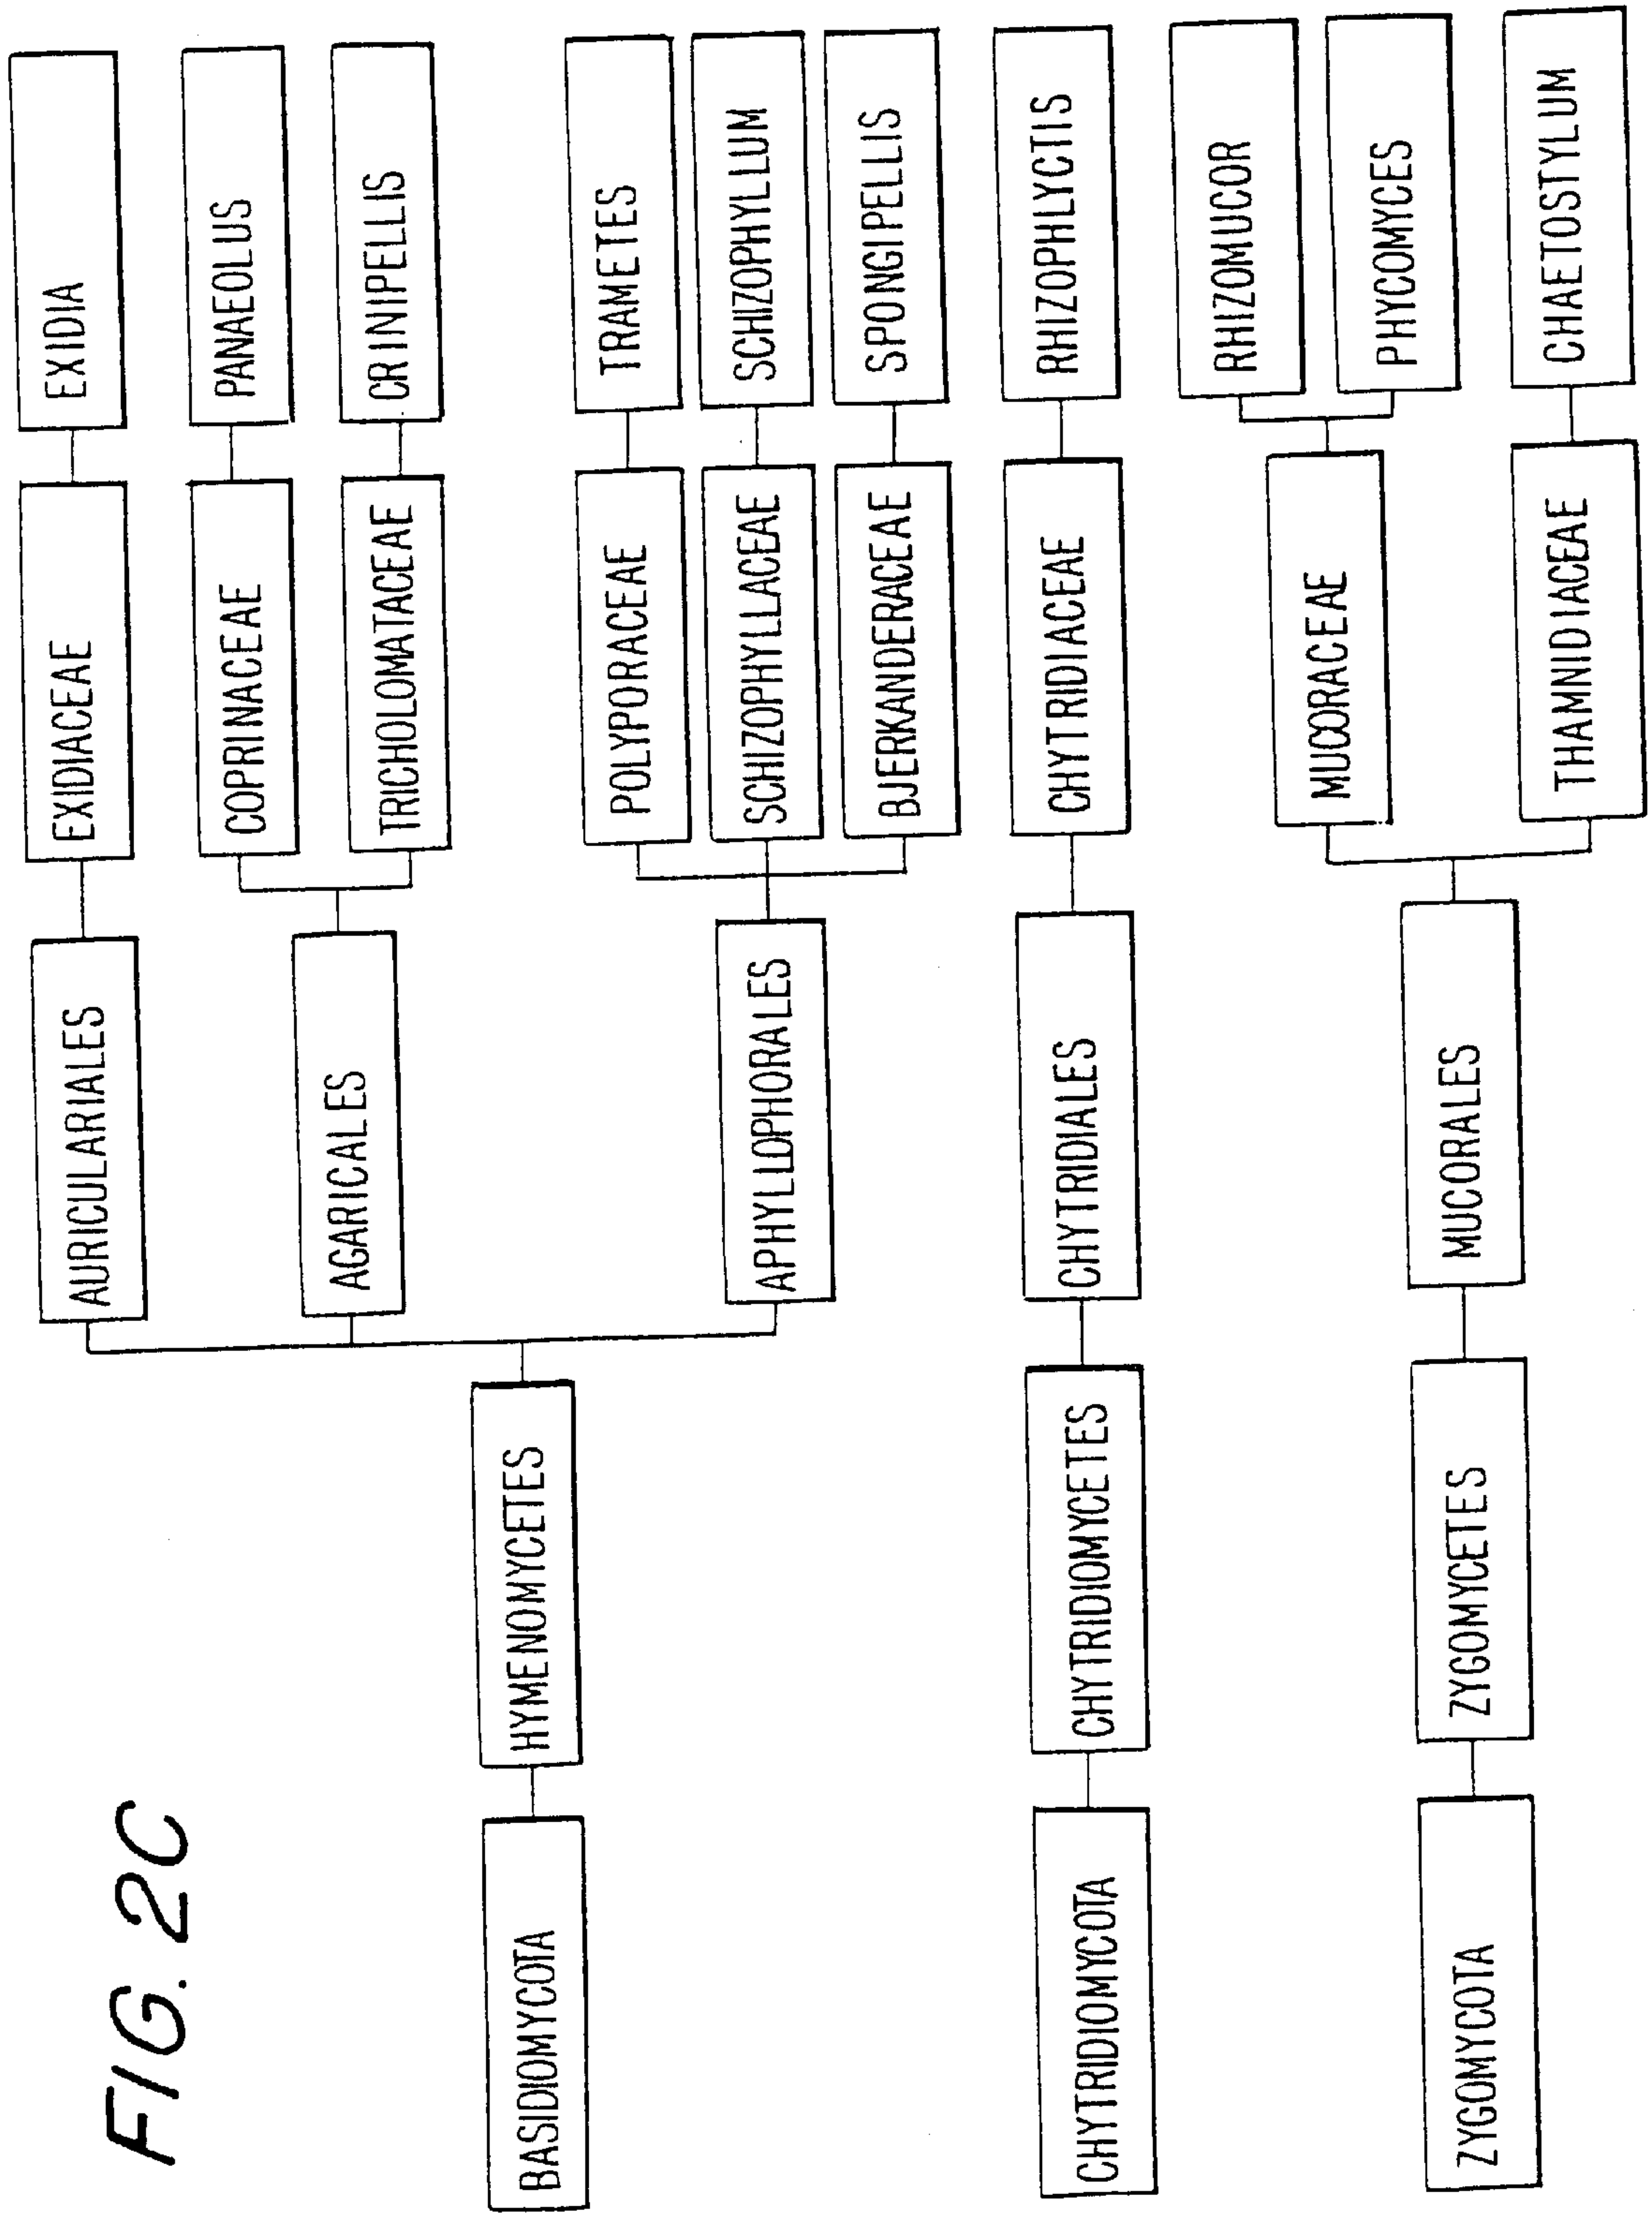 FIG. 2C
BASIDIOMYCOTA
HYMENOMYCETES
AURICULARIALES
EXIDIACEAE
EXIDIA
AGARICALES
COPRINACEAE
PANAEOLUS
TRICHOLOMATACEAE
CRINIPELLIS
APHYLLOPHORALES
POLYPORACEAE
TRAMETES
SCHIZOPHYLLACEAE
SCHIZOPHYLLUM
BJERKANDERACEAE
SPONGIPELLIS
CHYTRIDIOMYCOTA
CHYTRIDIOMYCETES
CHYTRIDIALES
CHYTRIDIACEAE
RHIZOPHLYCTIS
ZYGOMYCOTA
ZYGOMYCETES
MUCORALES
MUCORACEAE
RHIZOMUCOR
PHYCOMYCES
THAMNIDIACEAE
CHAETOSTYLUM